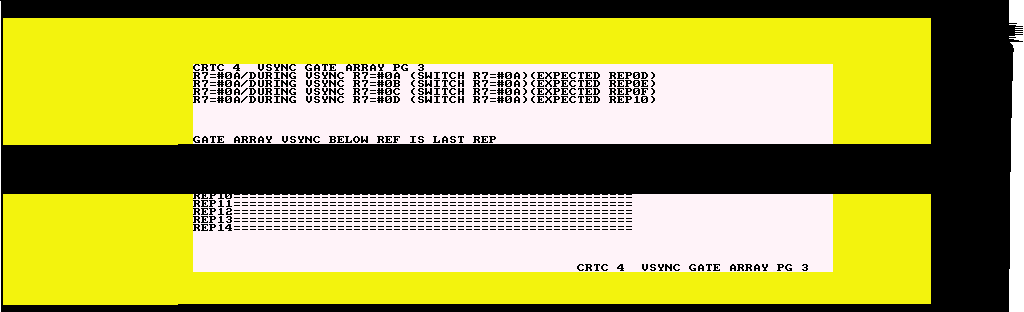 CRTC 4  VSYNC GATE ARRAY PG 3
R7=#0A/DURING VSYNC R7=#0A (SWITCH R7=#0A)(EXPECTED REP0D)
R7=#0A/DURING VSYNC R7=#0B (SWITCH R7=#0A)(EXPECTED REP0E)
R7=#0A/DURING VSYNC R7=#0C (SWITCH R7=#0A)(EXPECTED REP0F)
R7=#0A/DURING VSYNC R7=#0D (SWITCH R7=#0A)(EXPECTED REP10)
GATE ARRAY VSYNC BELOW REF IS LAST REP
REP10==================================================
REP11==================================================
REP12==================================================
REP13==================================================
REP14==================================================
CRTC 4  VSYNC GATE ARRAY PG 3